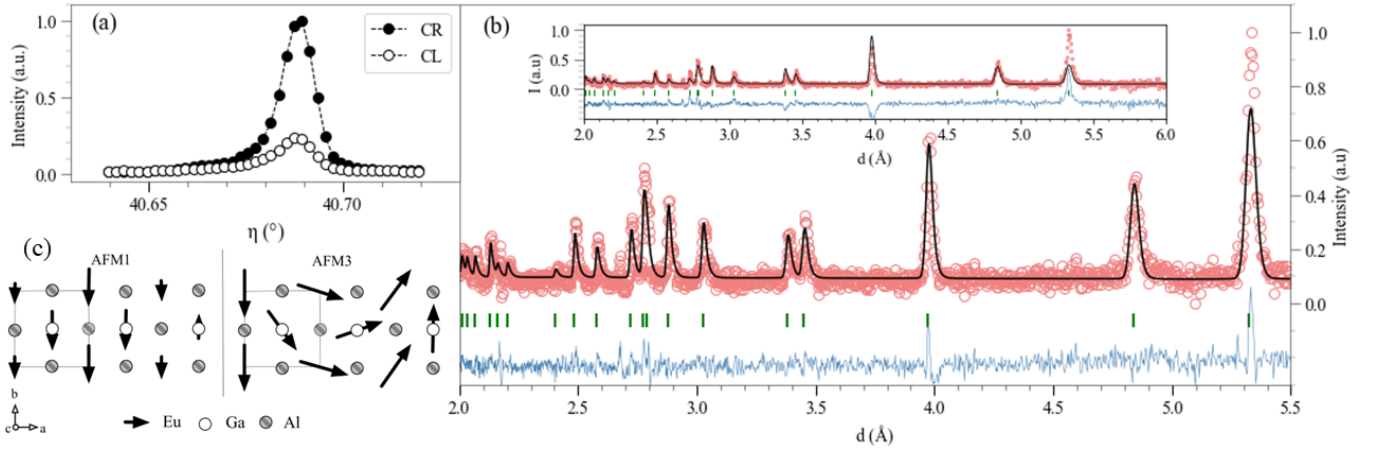 (a)
CR
CL
Intensity (a.u.)
1.0
0.5
0.0
40.65
40.70
η (°)
(b)
I (a.u)
1.0
0.5
0.0
2.0
2.5
3.0
3.5
4.0
4.5
5.0
5.5
6.0
d (Å)
1.0
0.8
0.6
0.4
0.2
0.0
Intensity (a.u)
2.0
2.5
3.0
3.5
4.0
4.5
5.0
5.5
d (Å)
(c)
AFM1
AFM3
b
c
a
Eu
Ga
Al